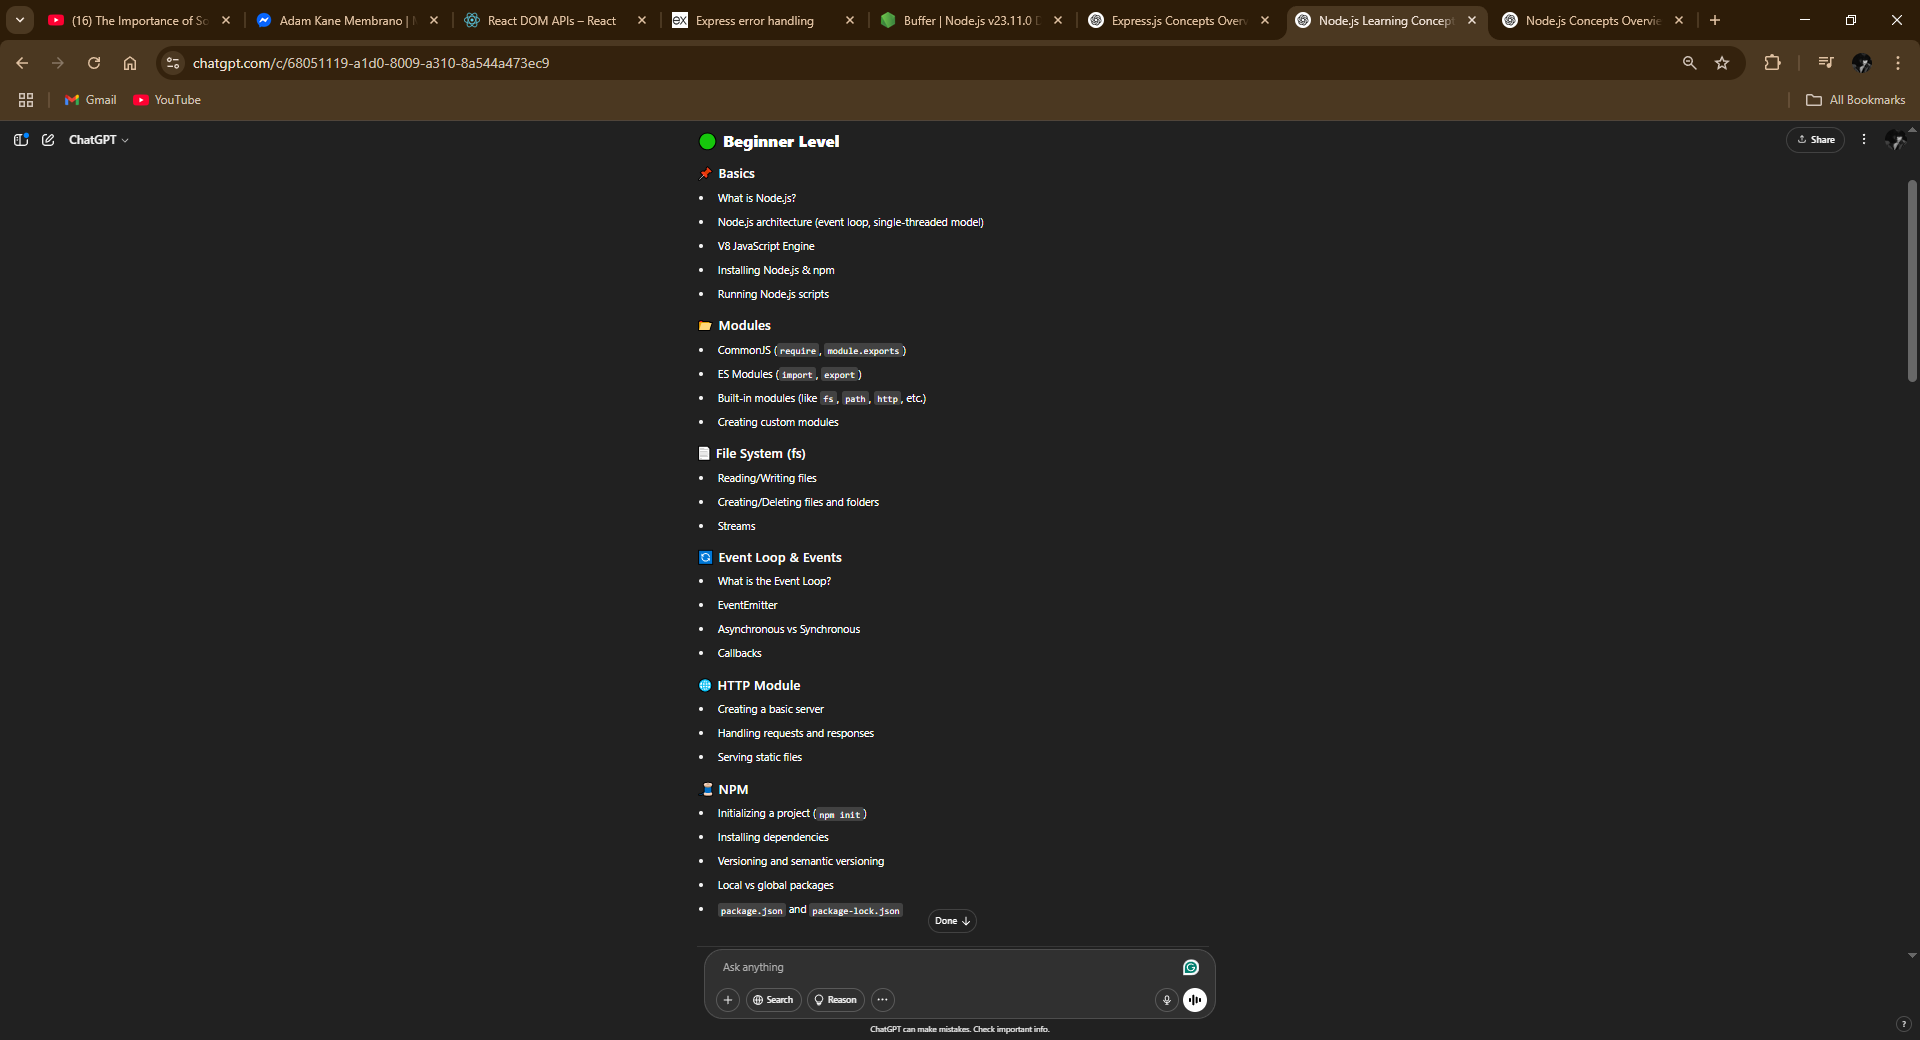 (16) The Importance of Sc
Adam Kane Membrano |
React DOM APIs – React
Express error handling
Buffer | Node.js v23.11.0
Express.js Concepts Over
Node.js Learning Concept
Node.js Concepts Overvie
chatgpt.com/c/68051119-a1d0-8009-a310-8a544a473ec9
Gmail
YouTube
All Bookmarks
ChatGPT
Share
Beginner Level
Basics
• What is Node.js?
• Node.js architecture (event loop, single-threaded model)
• V8 JavaScript Engine
• Installing Node.js & npm
• Running Node.js scripts
Modules
• CommonJS (require, module.exports)
• ES Modules (import, export)
• Built-in modules (like fs, path, http, etc.)
• Creating custom modules
File System (fs)
• Reading/Writing files
• Creating/Deleting files and folders
• Streams
Event Loop & Events
• What is the Event Loop?
• EventEmitter
• Asynchronous vs Synchronous
• Callbacks
HTTP Module
• Creating a basic server
• Handling requests and responses
• Serving static files
NPM
• Initializing a project (npm init)
• Installing dependencies
• Versioning and semantic versioning
• Local vs global packages
• package.json and package-lock.json
Done ↓
Ask anything
Search
Reason
ChatGPT can make mistakes. Check important info.
?